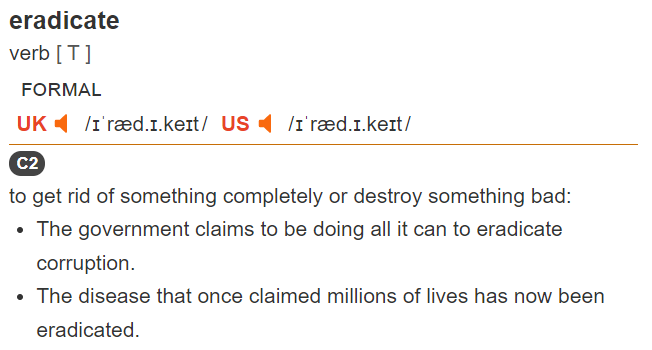 eradicate
verb [ T ]
FORMAL
UK /ɪˈræd.ɪ.keɪt/ US /ɪˈræd.ɪ.keɪt/
C2
to get rid of something completely or destroy something bad:
• The government claims to be doing all it can to eradicate
corruption.
• The disease that once claimed millions of lives has now been
eradicated.